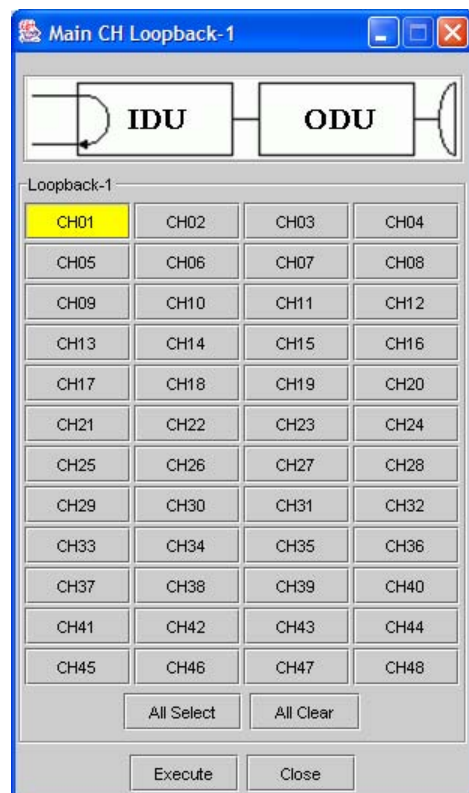 Main CH Loopback-1
IDU ODU
Loopback-1
CH01 CH02 CH03 CH04
CH05 CH06 CH07 CH08
CH09 CH10 CH11 CH12
CH13 CH14 CH15 CH16
CH17 CH18 CH19 CH20
CH21 CH22 CH23 CH24
CH25 CH26 CH27 CH28
CH29 CH30 CH31 CH32
CH33 CH34 CH35 CH36
CH37 CH38 CH39 CH40
CH41 CH42 CH43 CH44
CH45 CH46 CH47 CH48
All Select All Clear
Execute Close